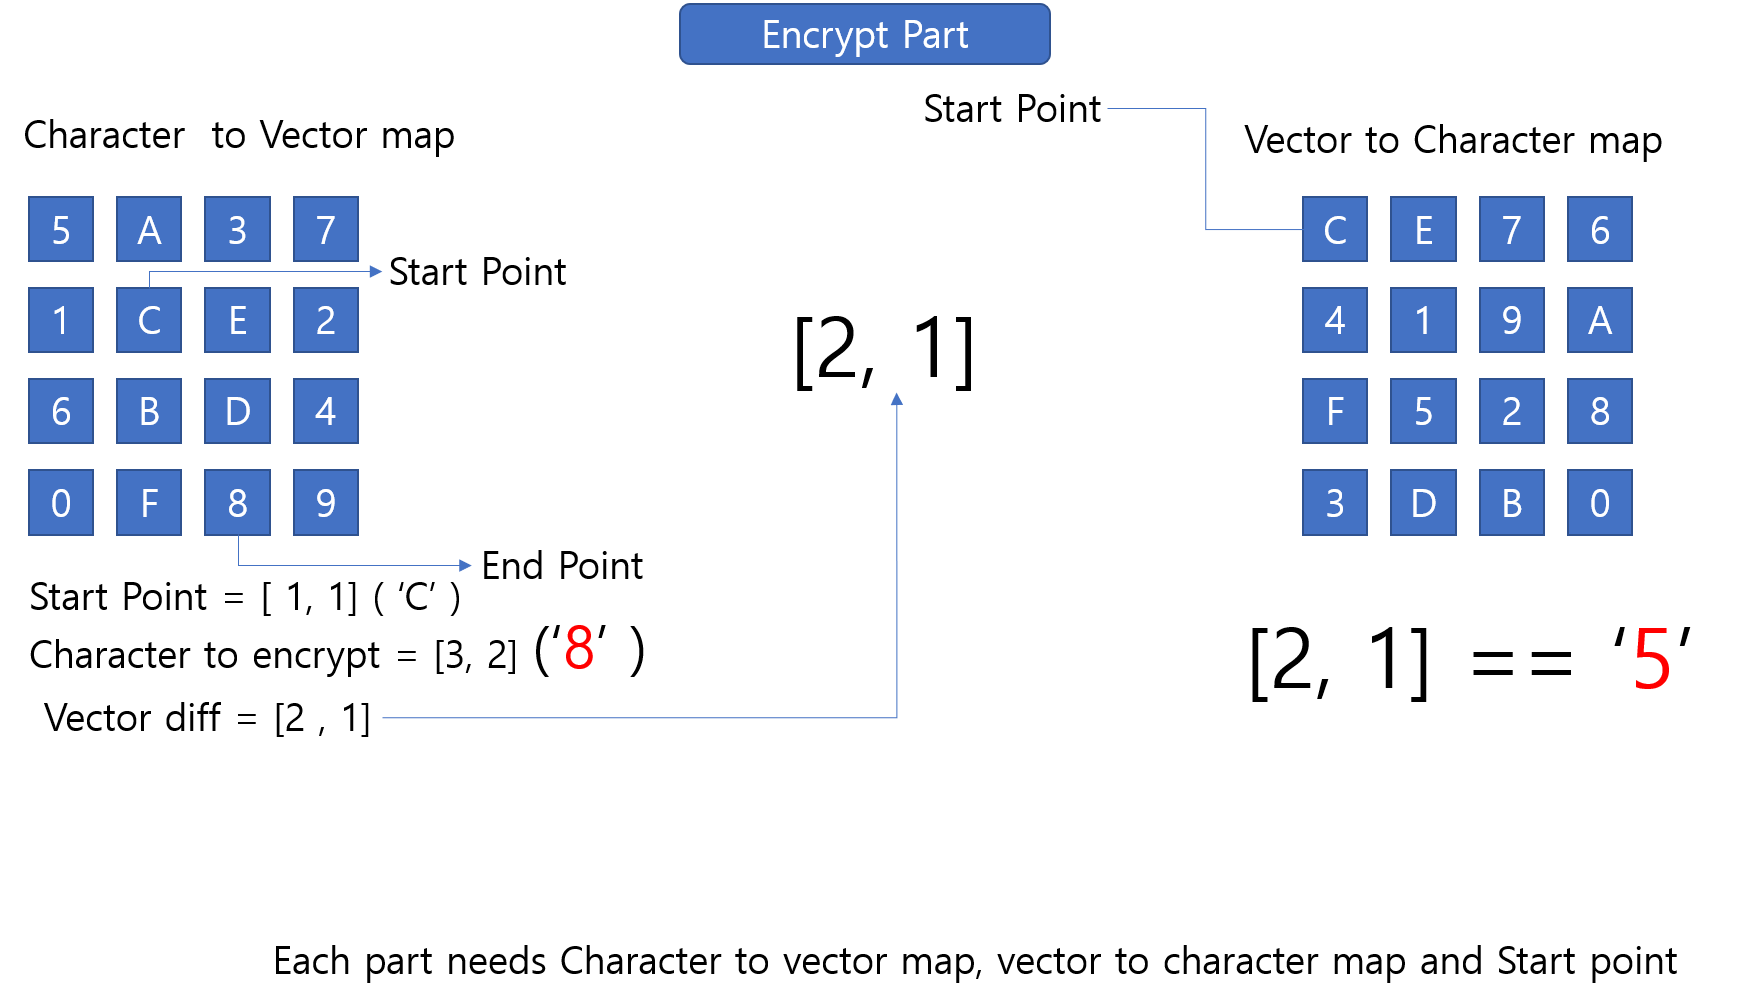 Encrypt Part
Start Point
Character to Vector map
Vector to Character map
5 A 3 7
Start Point
1 C E 2
6 B D 4
0 F 8 9
End Point
[2, 1]
C E 7 6
4 1 9 A
F 5 2 8
3 D B 0
Start Point = [ 1, 1] ( ‘C’ )
Character to encrypt = [3, 2] (‘8’ )
Vector diff = [2 , 1]
[2, 1] == ‘5’
Each part needs Character to vector map, vector to character map and Start point